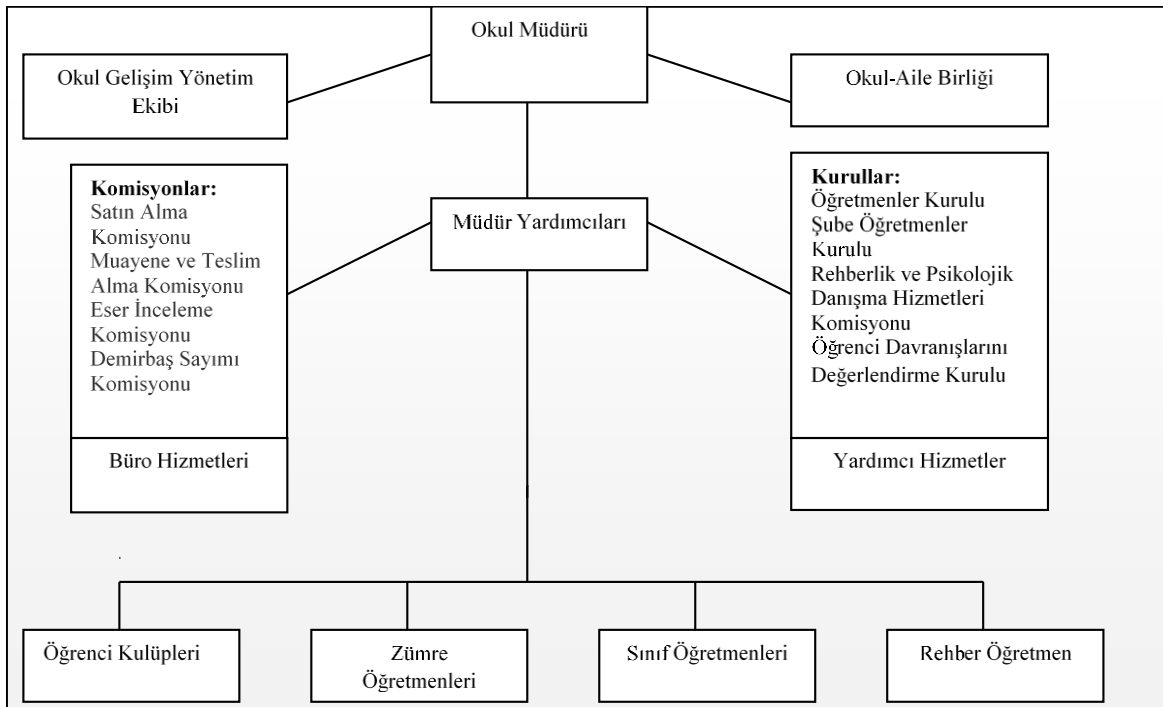 Okul Müdürü
Okul Gelişim Yönetim
Ekibi
Okul-Aile Birliği
Komisyonlar:
Satın Alma
Komisyonu
Muayene ve Teslim
Alma Komisyonu
Eser İnceleme
Komisyonu
Demirbaş Sayımı
Komisyonu
Müdür Yardımcıları
Kurullar:
Öğretmenler Kurulu
Şube Öğretmenler
Kurulu
Rehberlik ve Psikolojik
Danışma Hizmetleri
Komisyonu
Öğrenci Davranışlarını
Değerlendirme Kurulu
Büro Hizmetleri
Yardımcı Hizmetler
Öğrenci Kulüpleri
Zümre
Öğretmenleri
Sınıf Öğretmenleri
Rehber Öğretmen